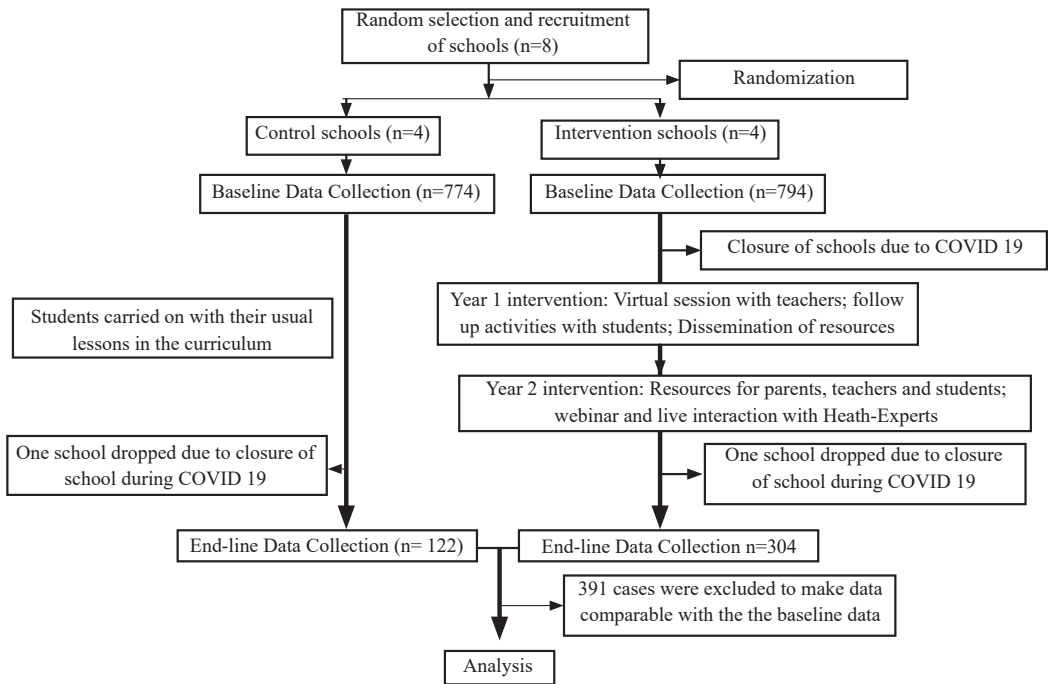 Random selection and recruitment
of schools (n=8)
Randomization
Control schools (n=4)
Intervention schools (n=4)
Baseline Data Collection (n=774)
Baseline Data Collection (n=794)
Closure of schools due to COVID 19
Year 1 intervention: Virtual session with teachers; follow
up activities with students; Dissemination of resources
Students carried on with their usual
lessons in the curriculum
Year 2 intervention: Resources for parents, teachers and students;
webinar and live interaction with Heath-Experts
One school dropped due to closure of
school during COVID 19
One school dropped due to closure
of school during COVID 19
End-line Data Collection (n= 122)
End-line Data Collection n=304
391 cases were excluded to make data
comparable with the the baseline data
Analysis